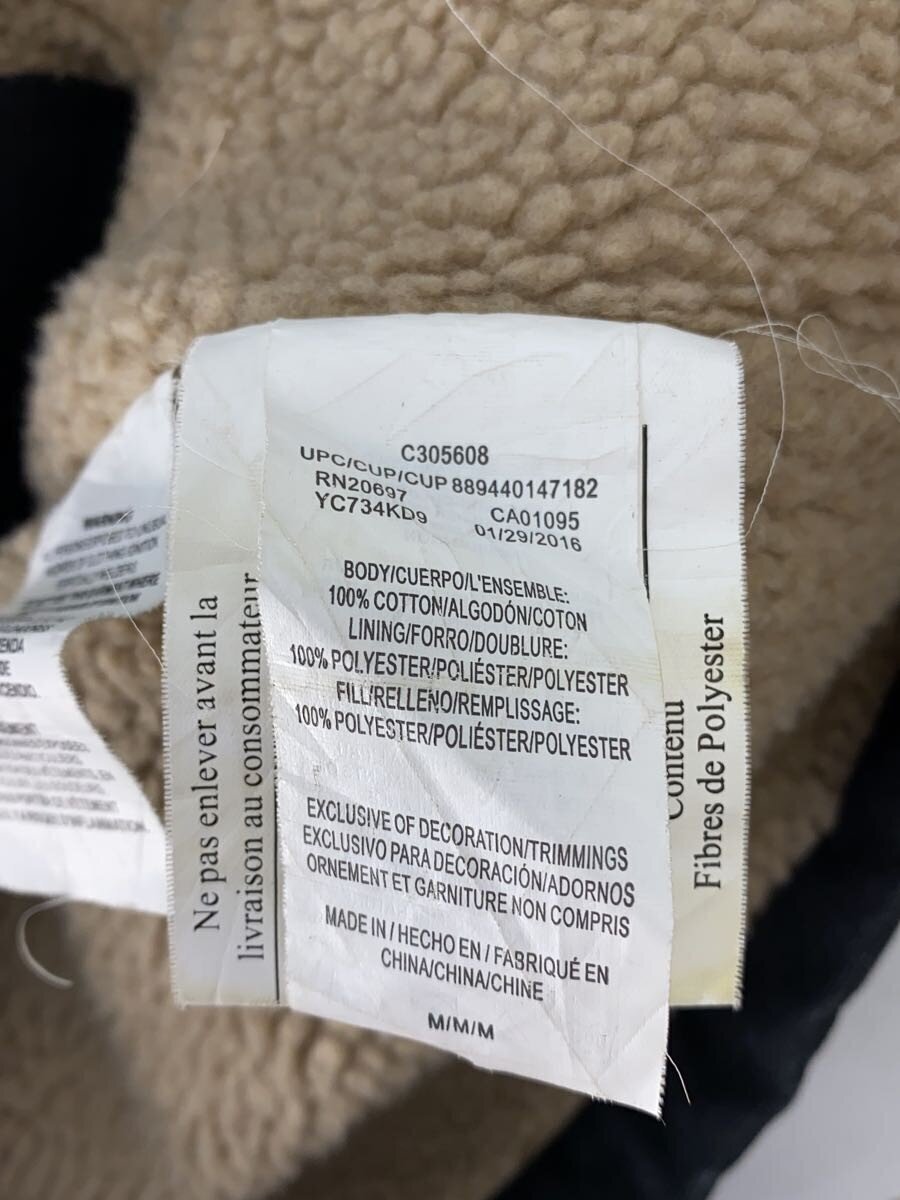 C305608
UPC/CUP/CUP 889440147182
RN20697 CA01095
YC734KD9 01/29/2016
BODY/CUERPO/L'ENSEMBLE:
100% COTTON/ALGODÓN/COTON
LINING/FORRO/DOUBLURE:
100% POLYESTER/POLIÉSTER/POLYESTER
FILL/RELLENO/REMPLISSAGE:
100% POLYESTER/POLIÉSTER/POLYESTER
EXCLUSIVE OF DECORATION/TRIMMINGS
EXCLUSIVO PARA DECORACIÓN/ADORNOS
ORNEMENT ET GARNITURE NON COMPRIS
MADE IN / HECHO EN / FABRIQUÉ EN
CHINA/CHINA/CHINE
M/M/M
Ne pas enlever avant la
livraison au consommateur
Contenu
Fibres de Polyester
WARNING: